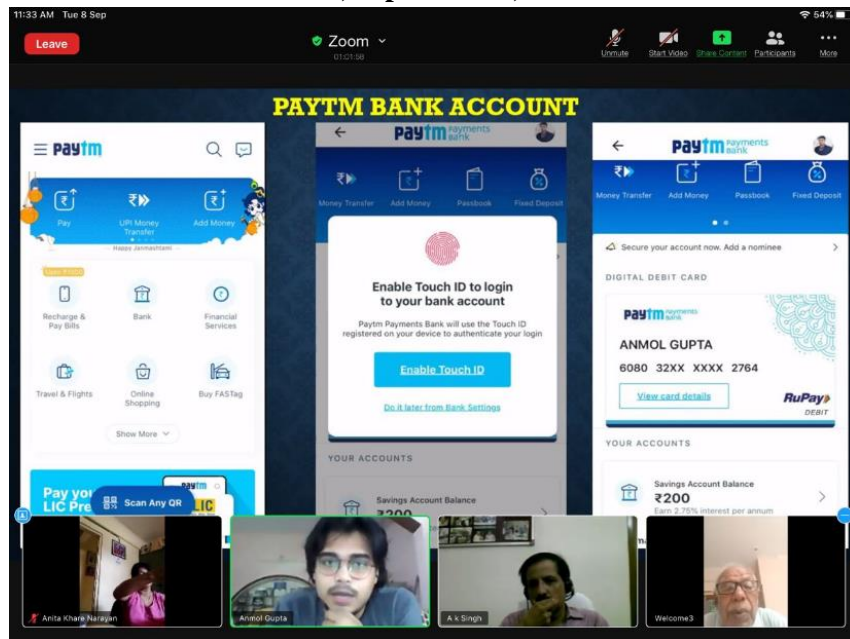 11:33 AM Tue 8 Sep
54%
Leave
Zoom
01:01:58
Unmute
Start Video
Share Content
Participants
More
PAYTM BANK ACCOUNT
paytm
Pay
UPI Money
Transfer
Add Money
Happy Janmashtami
Recharge &
Pay Bills
Bank
Financial
Services
Travel & Flights
Online
Shopping
Buy FASTag
Show More
Pay you
LIC Pre
Scan Any QR
paytm
LIC
paytm payments
bank
Money Transfer
Add Money
Passbook
Fixed Deposit
Enable Touch ID to login
to your bank account
Paytm Payments Bank will use the Touch ID
registered on your device to authenticate your login
Enable Touch ID
Do it later from Bank Settings
YOUR ACCOUNTS
Savings Account Balance
₹200
paytm payments
bank
Money Transfer
Add Money
Passbook
Fixed Deposit
Secure your account now. Add a nominee
DIGITAL DEBIT CARD
paytm payments
bank
ANMOL GUPTA
6080 32XX XXXX 2764
View card details
RuPay
DEBIT
YOUR ACCOUNTS
Savings Account Balance
₹200
Earn 2.75% interest per annum
Anita Khare Narayan
Anmol Gupta
A k Singh
Welcome3